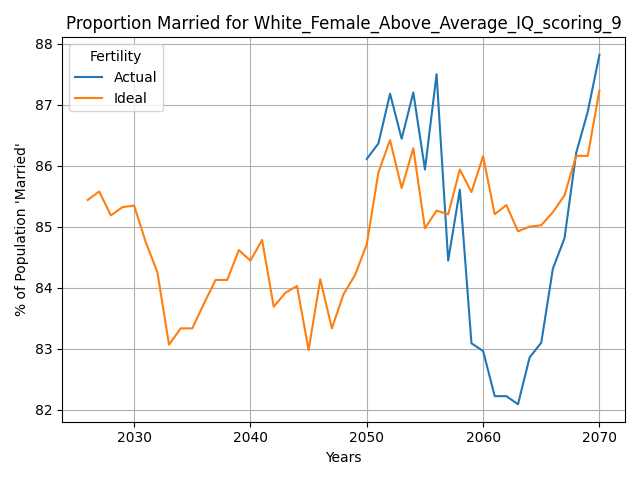 Proportion Married for White_Female_Above_Average_IQ_scoring_9
88
87
86
85
84
83
82
% of Population 'Married'
Fertility
Actual
Ideal
2030 2040 2050 2060 2070
Years